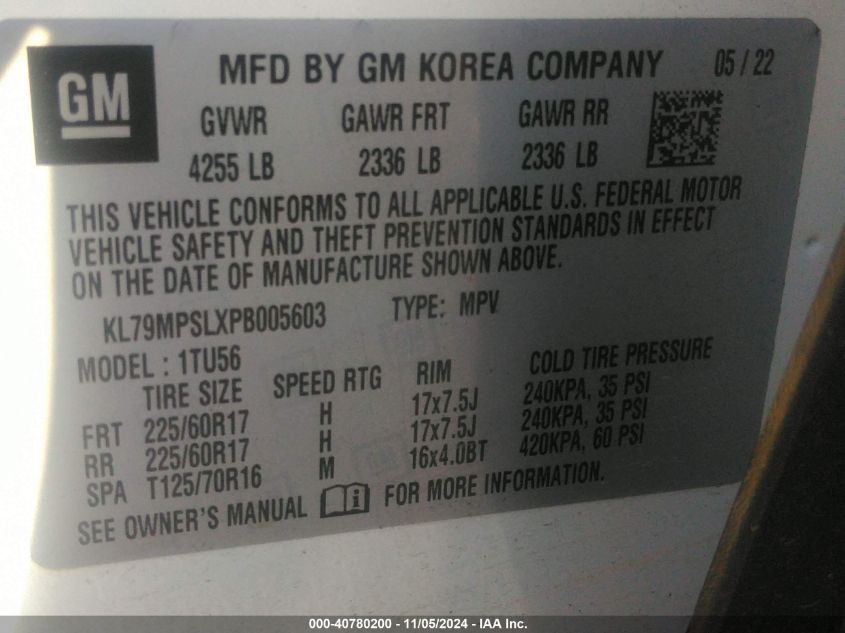 GM MFD BY GM KOREA COMPANY 05 / 22
GVWR GAWR FRT GAWR RR
4255 LB 2336 LB 2336 LB
THIS VEHICLE CONFORMS TO ALL APPLICABLE U.S. FEDERAL MOTOR
VEHICLE SAFETY AND THEFT PREVENTION STANDARDS IN EFFECT
ON THE DATE OF MANUFACTURE SHOWN ABOVE.
KL79MPSLXPB005603 TYPE: MPV
MODEL : 1TU56
TIRE SIZE SPEED RTG RIM COLD TIRE PRESSURE
FRT 225/60R17 H 17x7.5J 240KPA, 35 PSI
RR 225/60R17 H 17x7.5J 240KPA, 35 PSI
SPA T125/70R16 M 16x4.0BT 420KPA, 60 PSI
SEE OWNER'S MANUAL i FOR MORE INFORMATION.
000-40780200 - 11/05/2024 - IAA Inc.